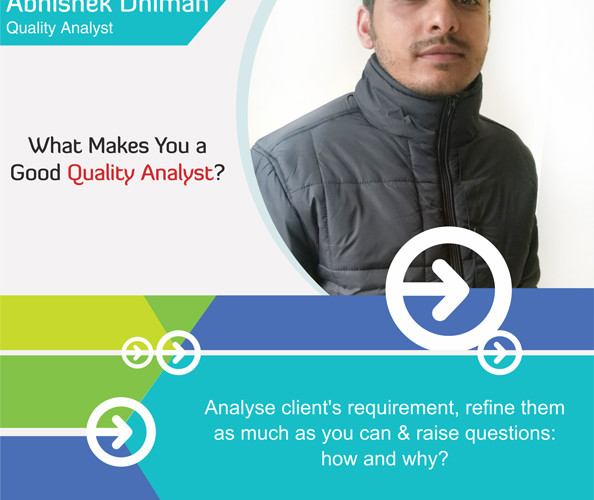 Abhishek Dhiman
Quality Analyst
What Makes You a
Good Quality Analyst?
Analyse client's requirement, refine them
as much as you can & raise questions:
how and why?